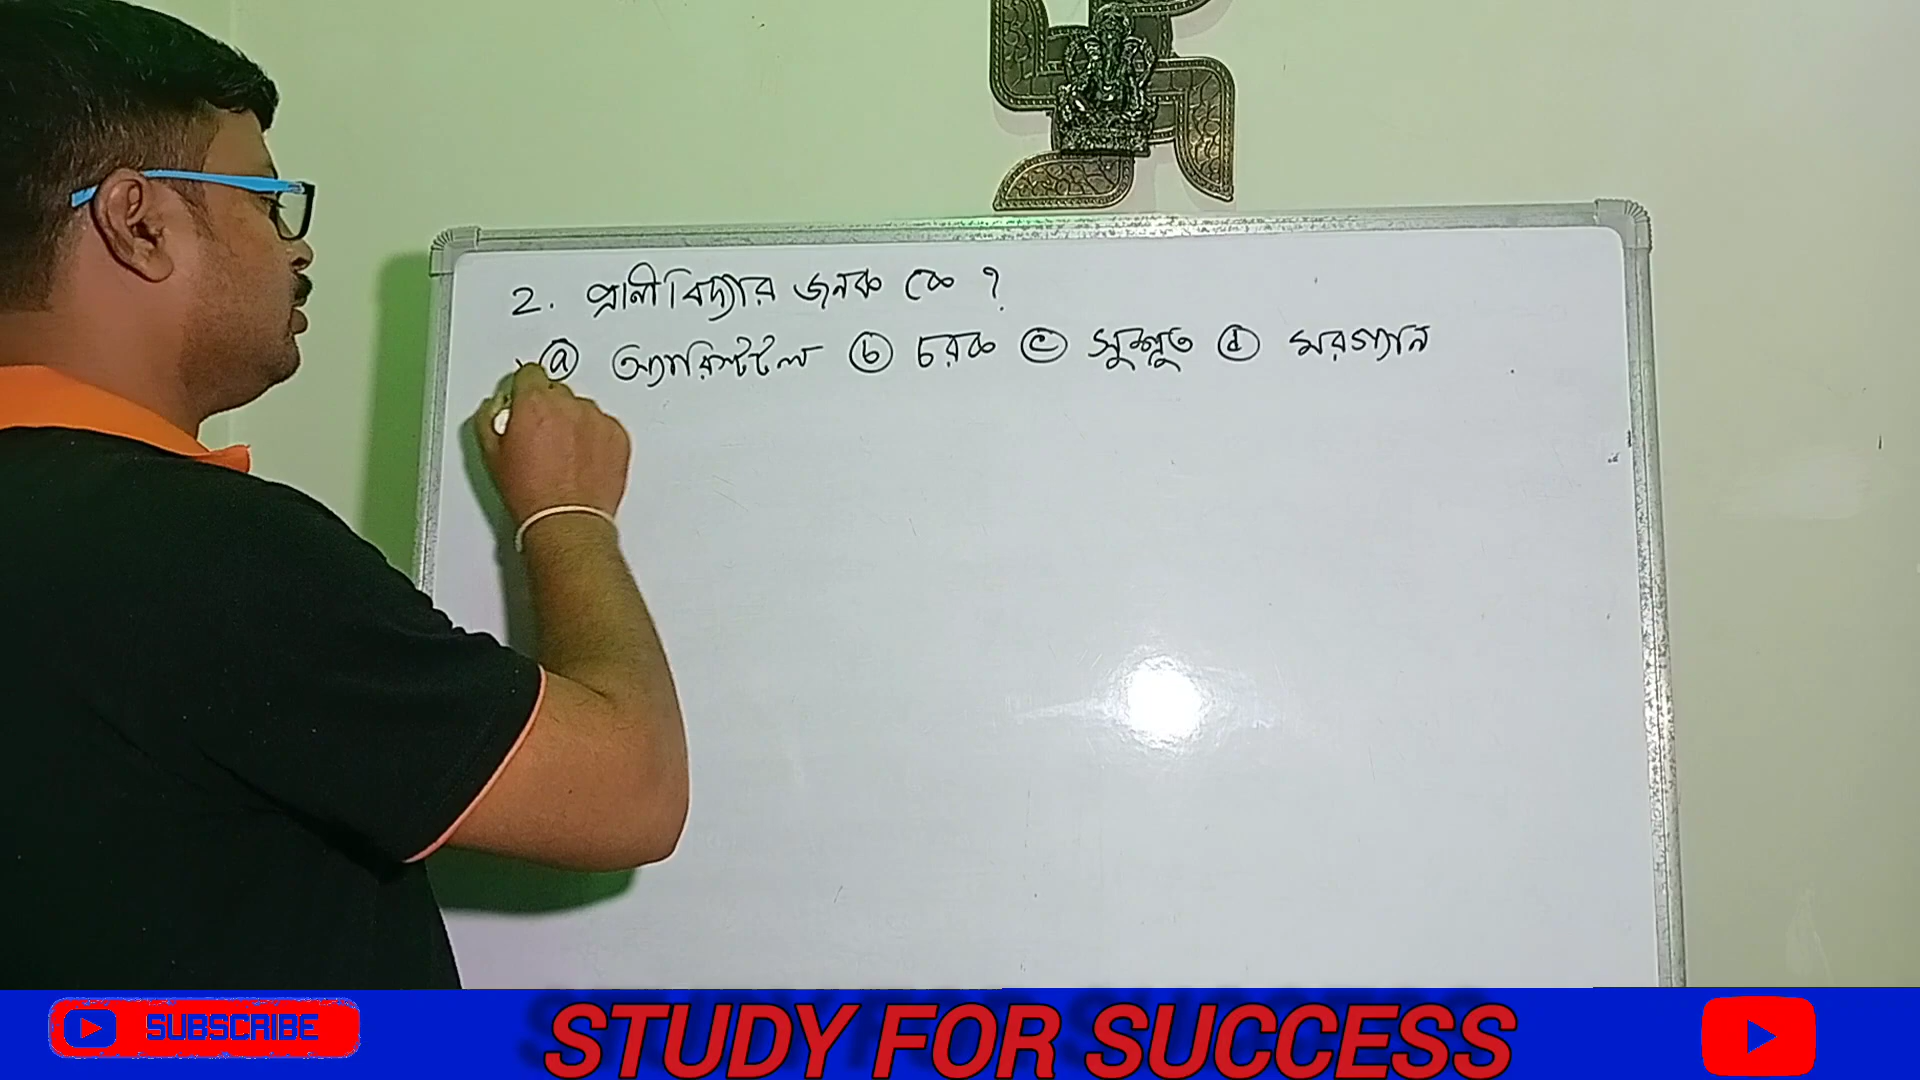 2. প্রাণীবিদ্যার জনক কে ?
ⓐ অ্যারিস্টটল ⓑ চরক ⓒ সুশ্রুত ⓓ মরগ্যান
SUBSCRIBE
STUDY FOR SUCCESS